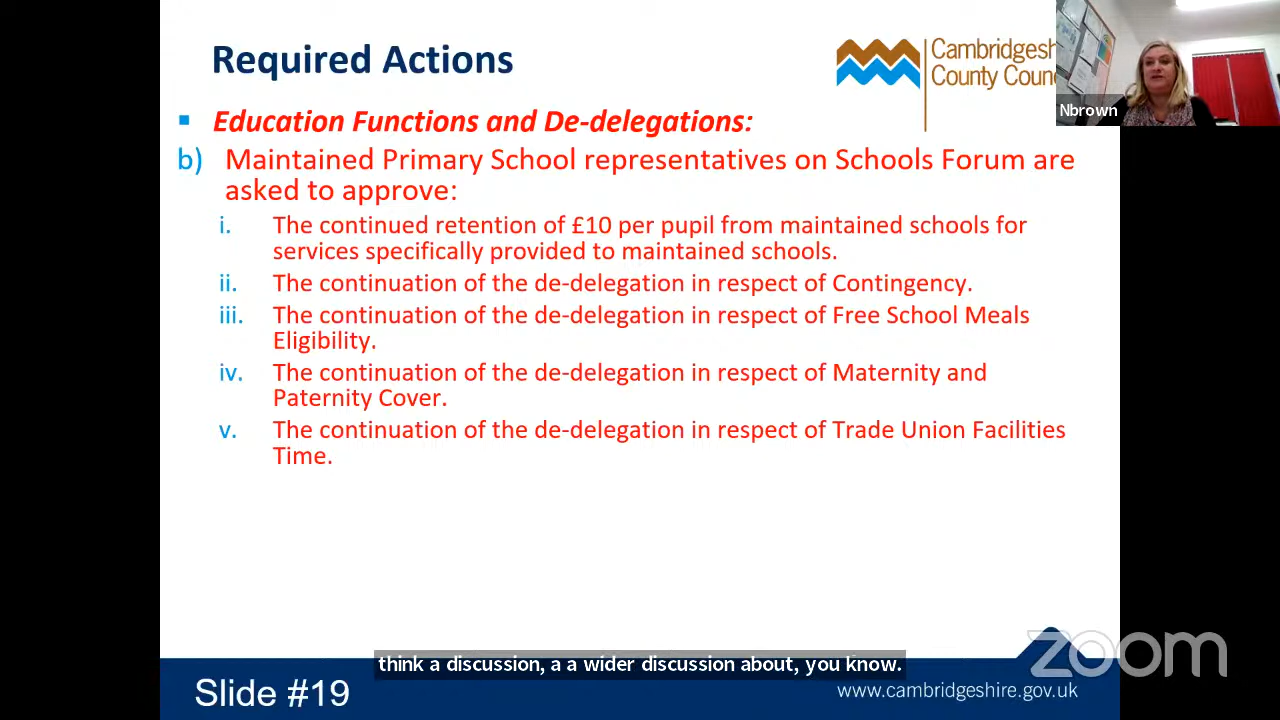 Required Actions
Cambridgeshi
County Counc
Nbrown
Education Functions and De-delegations:
b) Maintained Primary School representatives on Schools Forum are
asked to approve:
i. The continued retention of £10 per pupil from maintained schools for
services specifically provided to maintained schools.
ii. The continuation of the de-delegation in respect of Contingency.
iii. The continuation of the de-delegation in respect of Free School Meals
Eligibility.
iv. The continuation of the de-delegation in respect of Maternity and
Paternity Cover.
v. The continuation of the de-delegation in respect of Trade Union Facilities
Time.
think a discussion, a a wider discussion about, you know.
zoom
Slide #19
www.cambridgeshire.gov.uk